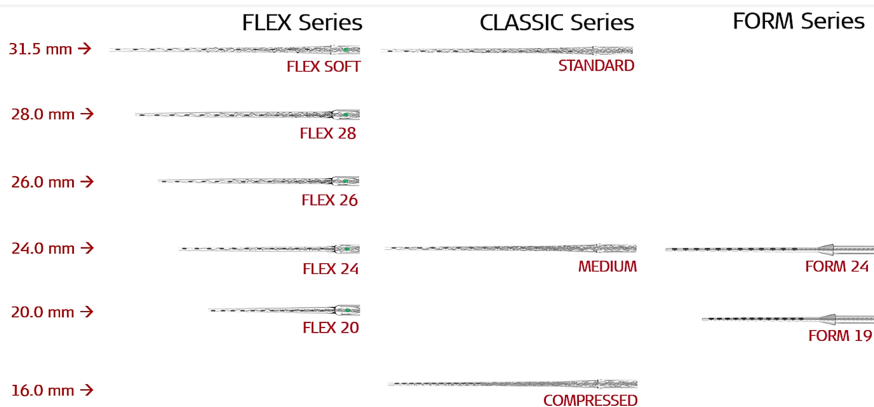 FLEX Series CLASSIC Series FORM Series
31.5 mm →
FLEX SOFT STANDARD
28.0 mm →
FLEX 28
26.0 mm →
FLEX 26
24.0 mm →
FLEX 24 MEDIUM FORM 24
20.0 mm →
FLEX 20 FORM 19
16.0 mm →
COMPRESSED